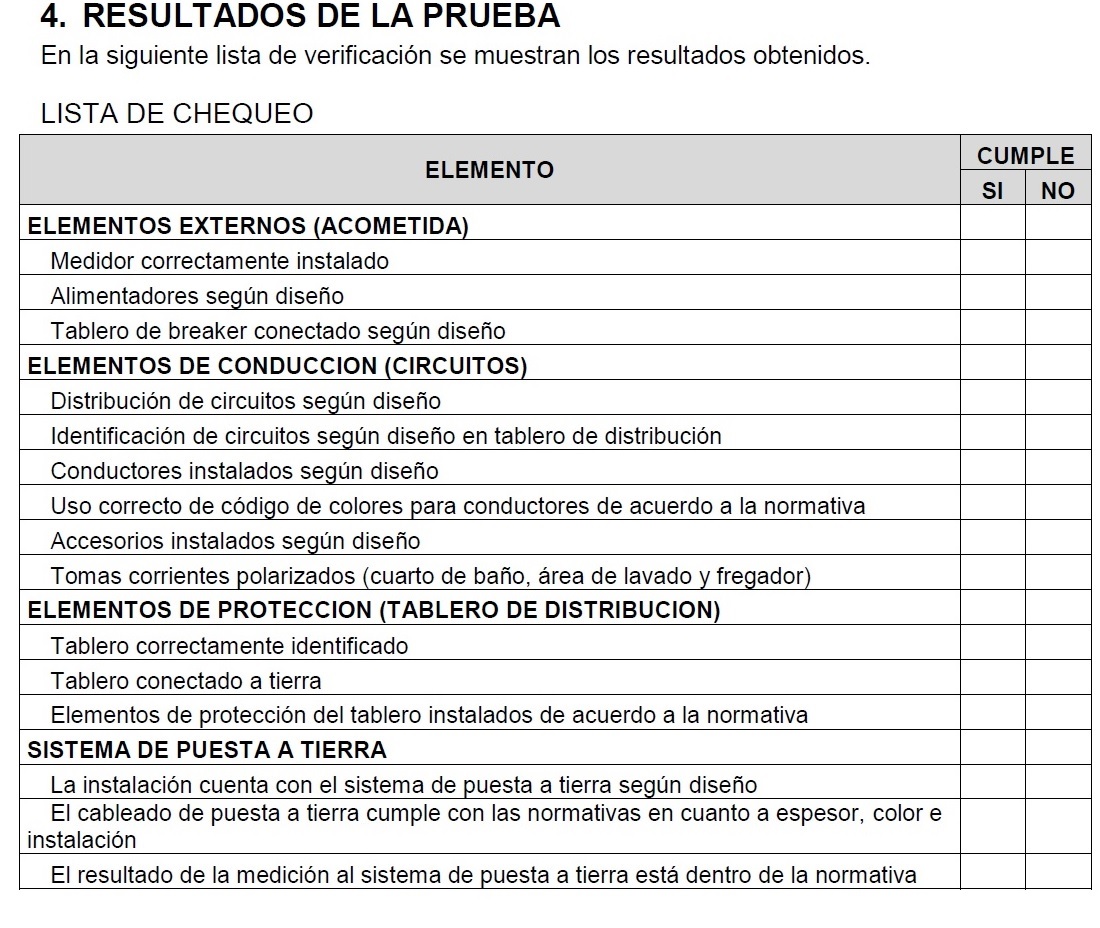 4. RESULTADOS DE LA PRUEBA
En la siguiente lista de verificación se muestran los resultados obtenidos.
LISTA DE CHEQUEO
ELEMENTO
CUMPLE
SI NO
ELEMENTOS EXTERNOS (ACOMETIDA)
Medidor correctamente instalado
Alimentadores según diseño
Tablero de breaker conectado según diseño
ELEMENTOS DE CONDUCCION (CIRCUITOS)
Distribución de circuitos según diseño
Identificación de circuitos según diseño en tablero de distribución
Conductores instalados según diseño
Uso correcto de código de colores para conductores de acuerdo a la normativa
Accesorios instalados según diseño
Tomas corrientes polarizados (cuarto de baño, área de lavado y fregador)
ELEMENTOS DE PROTECCION (TABLERO DE DISTRIBUCION)
Tablero correctamente identificado
Tablero conectado a tierra
Elementos de protección del tablero instalados de acuerdo a la normativa
SISTEMA DE PUESTA A TIERRA
La instalación cuenta con el sistema de puesta a tierra según diseño
El cableado de puesta a tierra cumple con las normativas en cuanto a espesor, color e
instalación
El resultado de la medición al sistema de puesta a tierra está dentro de la normativa